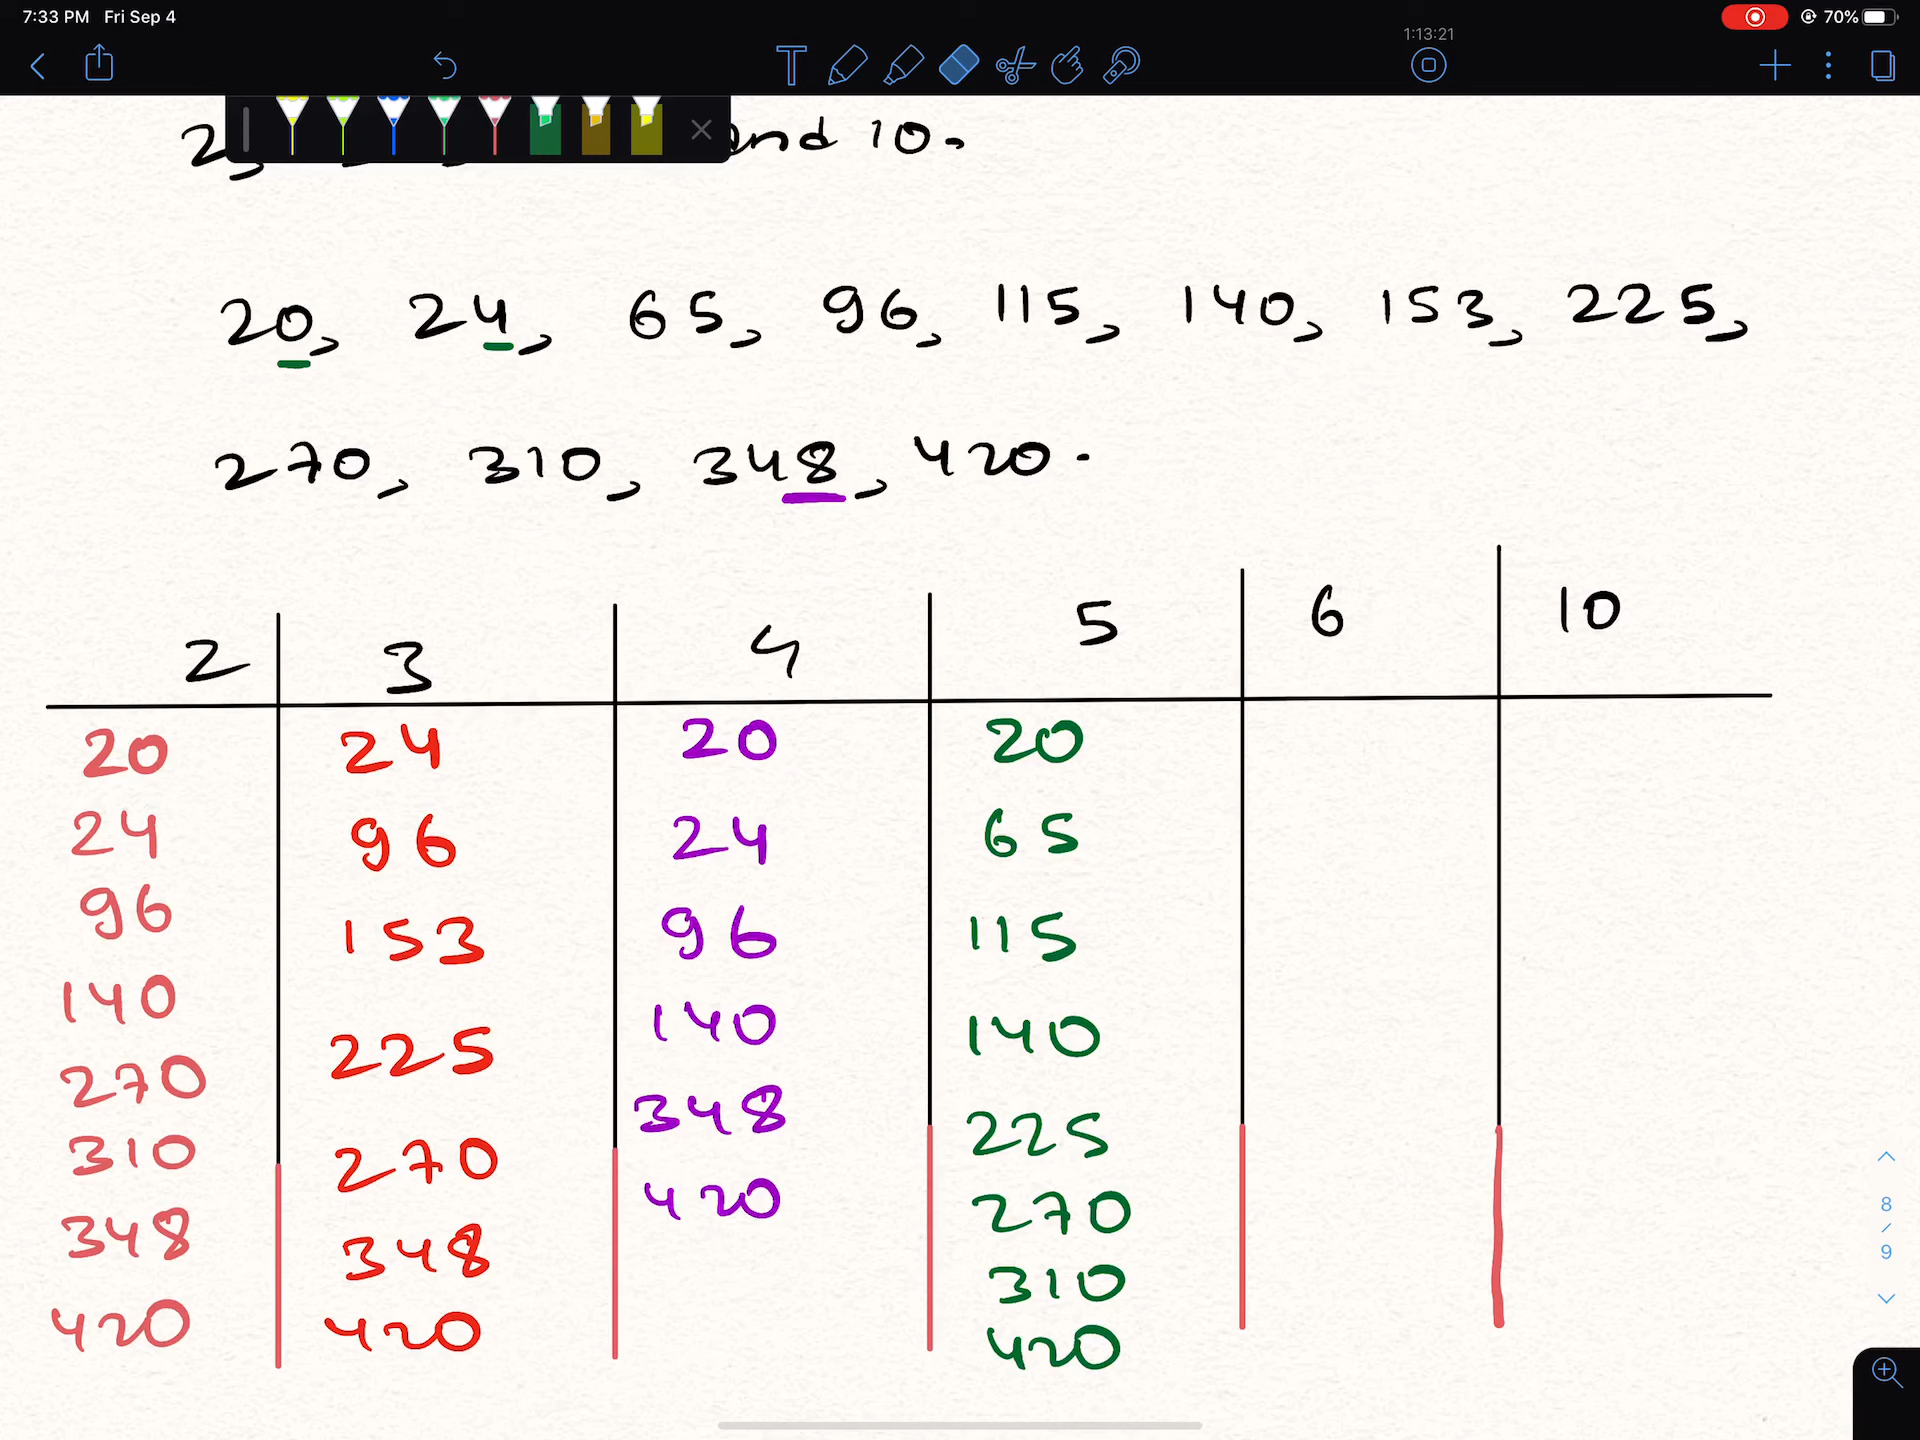 7:33 PM Fri Sep 4
70%
1:13:21
2, and 10.
20, 24, 65, 96, 115, 140, 153, 225,
270, 310, 348, 420.
2 3 4 5 6 10
20 24 20 20
24 96 24 65
96 153 96 115
140 225 140 140
270 270 348 225
310 348 420 270
348 420 310
420 420
8
/
9